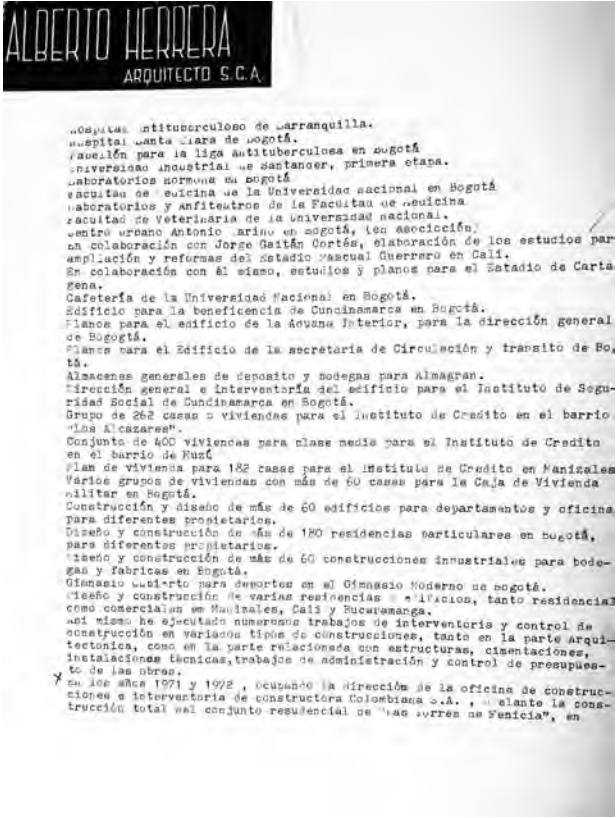 ALBERTO HERRERA
ARQUITECTO S.C.A.
Hospital antituberculoso de Barranquilla.
Hospital Santa Clara de Bogotá.
Pabellón para la liga antituberculosa en Bogotá
Universidad Industrial de Santander, primera etapa.
Laboratorios Hormona en Bogotá
Facultad de Medicina de la Universidad Nacional en Bogotá
Laboratorios y Anfiteatros de la Facultad de Medicina
Facultad de Veterinaria de la Universidad Nacional.
Centro urbano Antonio Nariño en Bogotá, (en asocicción)
En colaboración con Jorge Gaitán Cortés, elaboración de los estudios par
ampliación y reformas del Estadio Pascual Guerrero en Cali.
En colaboración con él mismo, estudios y planos para el Estadio de Carta
gena.
Cafetería de la Universidad Nacional en Bogotá.
Edificio para la beneficencia de Cundinamarca en Bogotá.
Planos para el edificio de la Aduana Interior, para la dirección general
de Bogogtá.
Planos para el Edificio de la secretaria de Circulación y transito de Bo,
tá.
Almacenes generales de deposito y bodegas para Almagran.
Dirección general e Interventoría del edificio para el Instituto de Segu-
ridad Social de Cundinamarca en Bogotá.
Grupo de 262 casas o viviendas para el Instituto de Credito en el barrio
"Los Alcazares".
Conjunto de 400 viviendas para clase media para el Instituto de Credito
en el barrio de Muzú
Plan de vivienda para 182 casas para el Instituto de Credito en Manizales
Varios grupos de viviendas con más de 60 casas para la Caja de Vivienda
Militar en Bogotá.
Construcción y diseño de más de 60 edificios para departamentos y oficina
para diferentes propietarios.
Diseño y construcción de más de 180 residencias particulares en Bogotá,
para diferentes propietarios.
Diseño y construcción de más de 60 construcciones industriales para bode-
gas y fabricas en Bogotá.
Gimnasio cubierto para deportes en el Gimnasio Moderno de Bogotá.
Diseño y construcción de varias residencias edificios, tanto residencial
como comerciales en Manizales, Cali y Bucaramanga.
Asi mismo he ejecutado numerosos trabajos de interventoria y control de
construcción en variados tipos de construcciones, tanto en la parte arqui-
tectonica, como en la parte relacionada con estructuras, cimentaciones,
instalaciones técnicas,trabajos de administración y control de presupues-
to de las obras.
En los años 1971 y 1972 , ocupando la dirección de la oficina de construc-
ciones e interventoria de constructora Colombiana S.A. , elante la cons-
trucción total del conjunto resudencial de "Las Torres de Fenicia", en